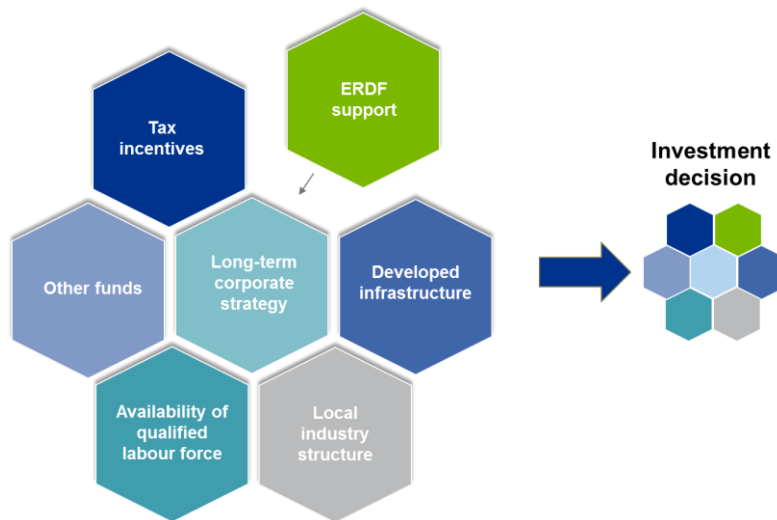 ERDF
support
Tax
incentives
Investment
decision
Other funds
Long-term
corporate
strategy
Developed
infrastructure
Availability of
qualified
labour force
Local
industry
structure